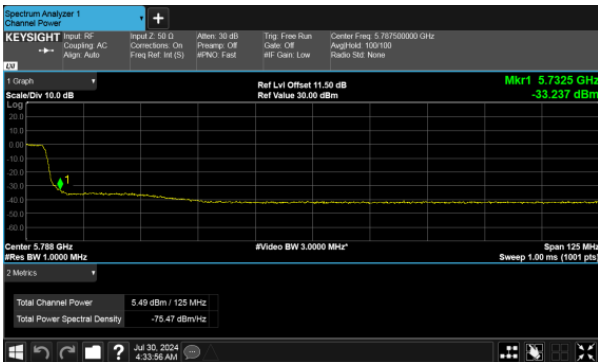 Spectrum Analyzer 1
Channel Power
+
KEYSIGHT
Input: RF
Coupling: AC
Align: Auto
Input Z: 50 Ω
Corrections: On
Freq Ref: Int (S)
Atten: 30 dB
Preamp: Off
#PNO: Fast
Trig: Free Run
Gate: Off
#IF Gain: Low
Center Freq: 5.787500000 GHz
Avg|Hold: 100/100
Radio Std: None
LXI
1 Graph
Scale/Div 10.0 dB
Ref Lvl Offset 11.50 dB
Ref Value 30.00 dBm
Mkr1 5.7325 GHz
-33.237 dBm
Log
20.0
10.0
0.00
-10.0
-20.0
-30.0
-40.0
-50.0
-60.0
1
Center 5.788 GHz
#Res BW 1.0000 MHz
#Video BW 3.0000 MHz*
Span 125 MHz
Sweep 1.00 ms (1001 pts)
2 Metrics
Total Channel Power 5.49 dBm / 125 MHz
Total Power Spectral Density -75.47 dBm/Hz
?
Jul 30, 2024
4:33:56 AM